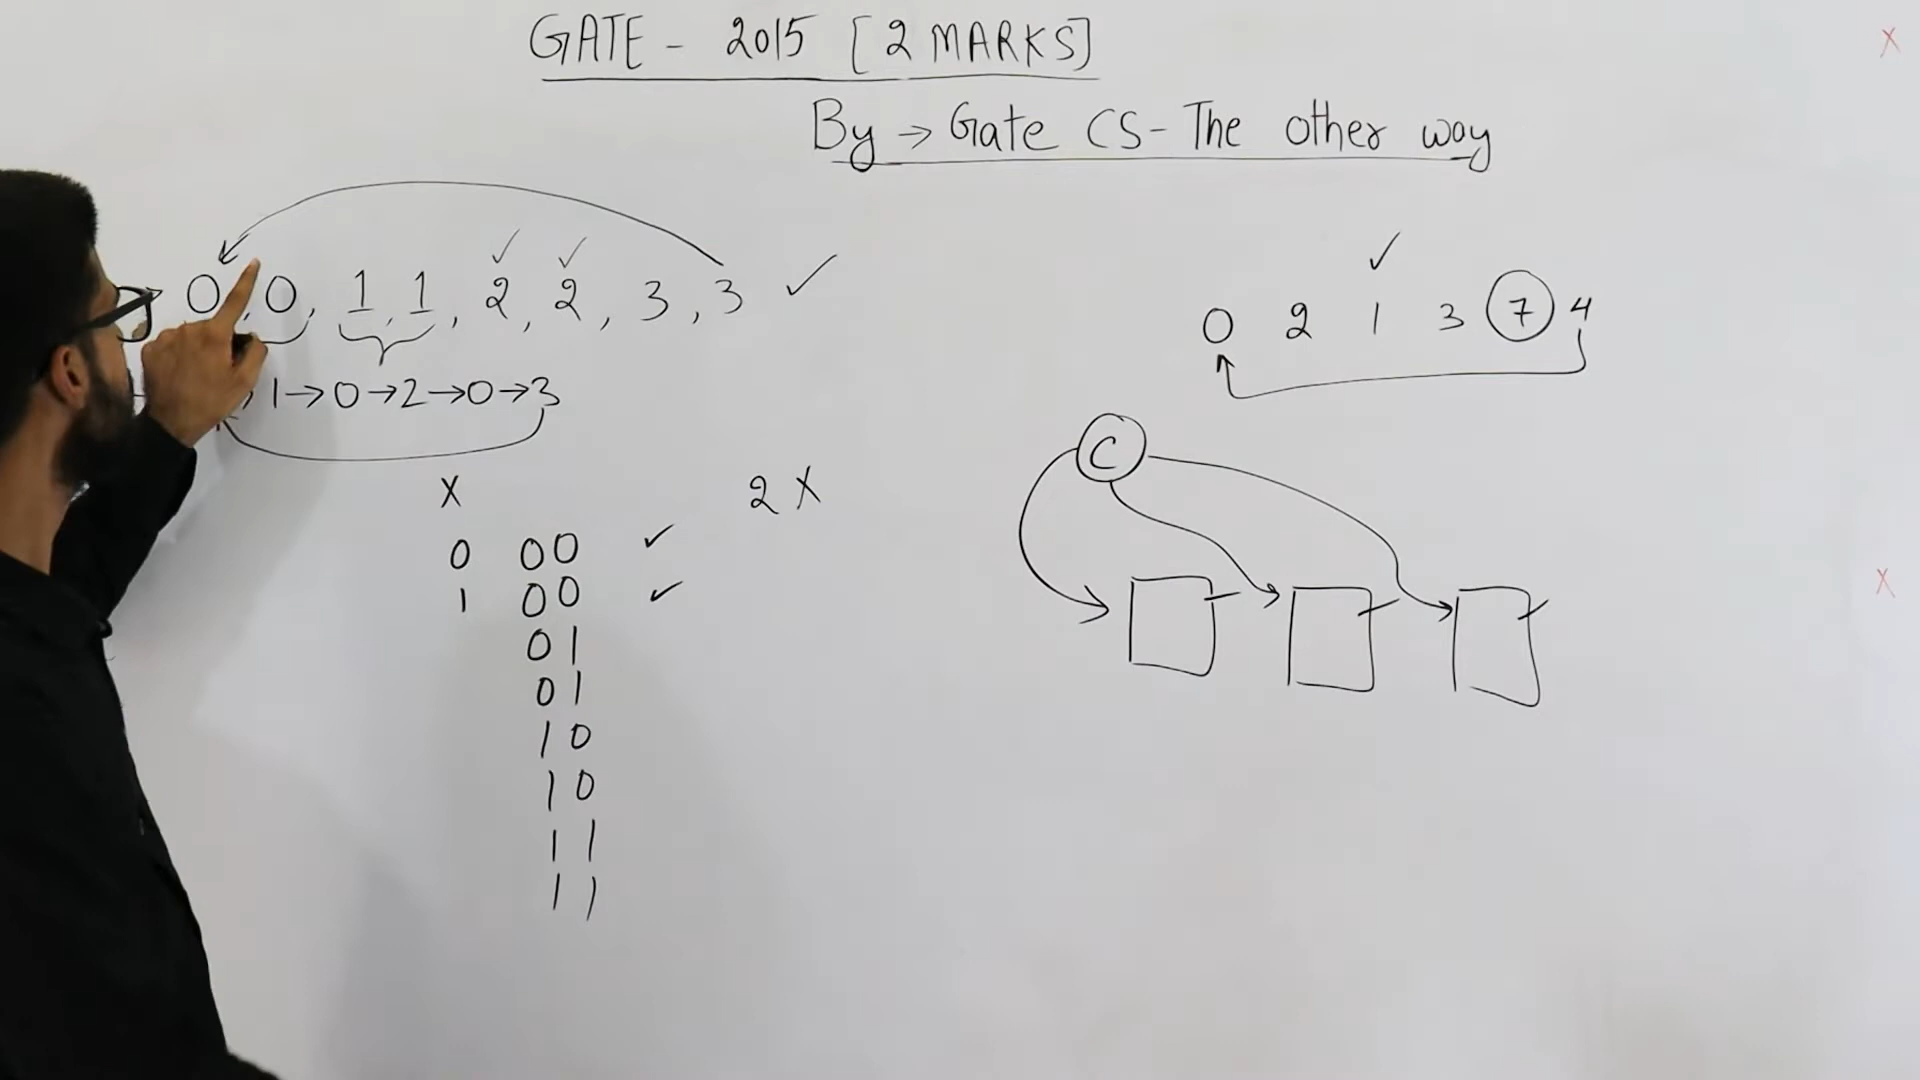 GATE - 2015 [2 MARKS]
By → Gate CS - The other way
0, 0, 1, 1, 2, 2, 3, 3 ✓
1→0→2→0→3
0 2 1 3 7 4
C
X 2X
0 00 ✓
1 00 ✓
01
01
10
10
11
11
X
X